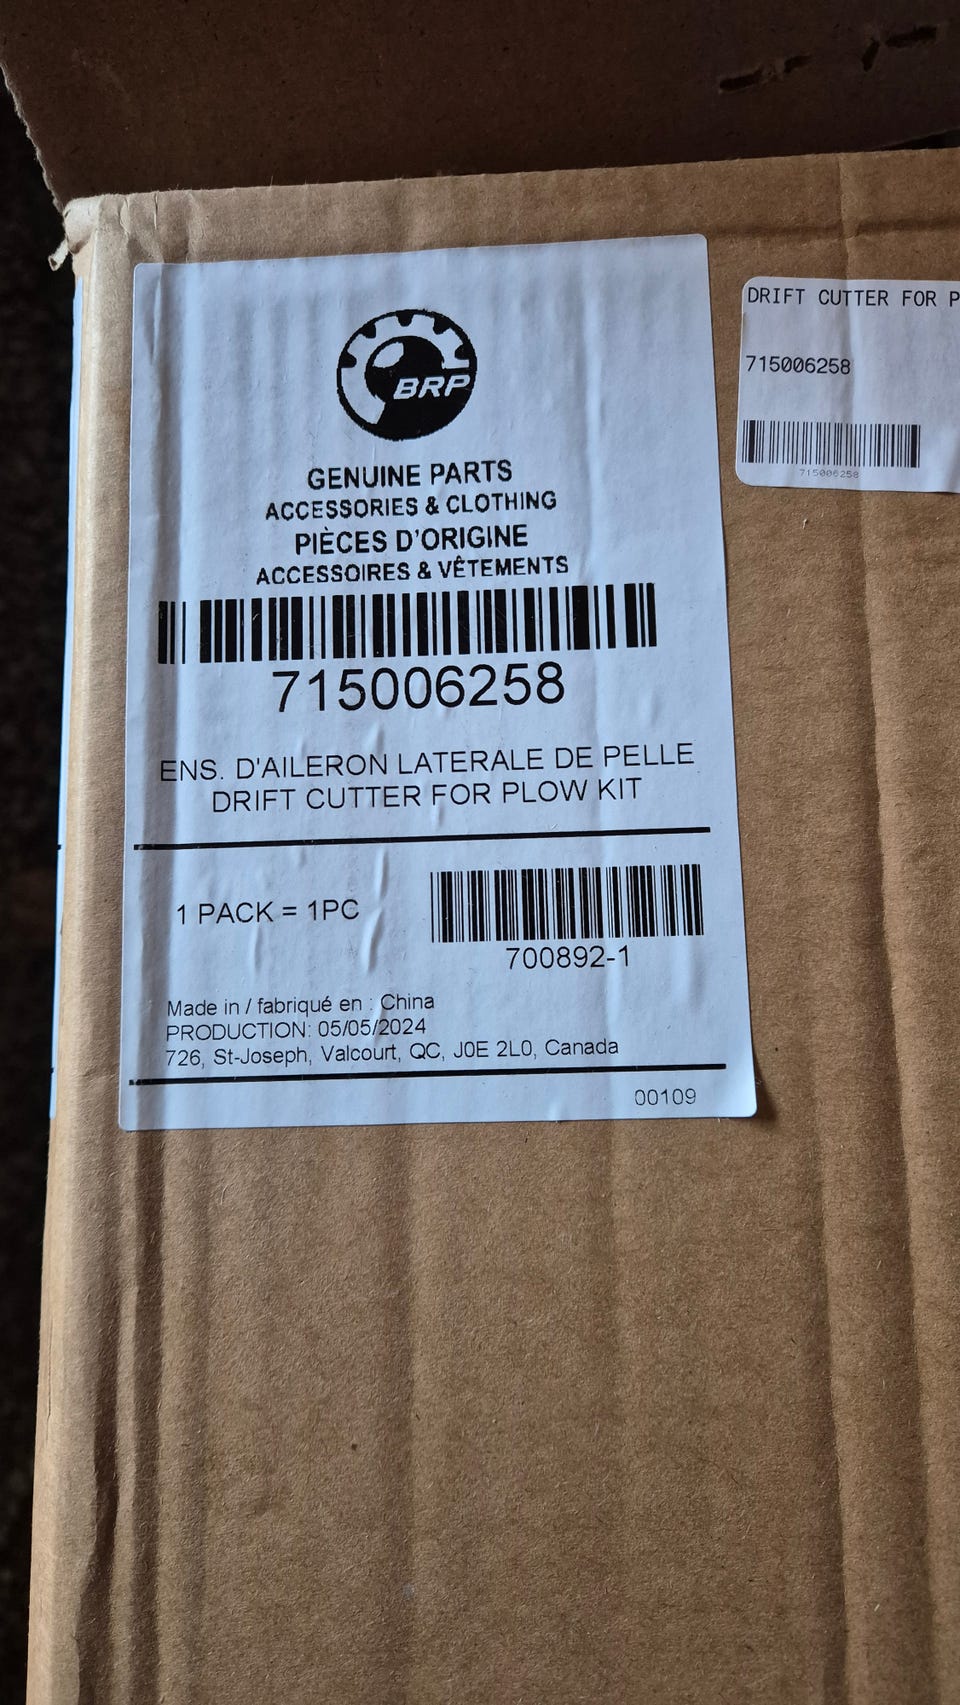 BRP
GENUINE PARTS
ACCESSORIES & CLOTHING
PIÈCES D'ORIGINE
ACCESSOIRES & VÊTEMENTS
715006258
ENS. D'AILERON LATERALE DE PELLE
DRIFT CUTTER FOR PLOW KIT
1 PACK = 1PC
700892-1
Made in / fabriqué en : China
PRODUCTION: 05/05/2024
726, St-Joseph, Valcourt, QC, J0E 2L0, Canada
00109
DRIFT CUTTER FOR P
715006258
715006258